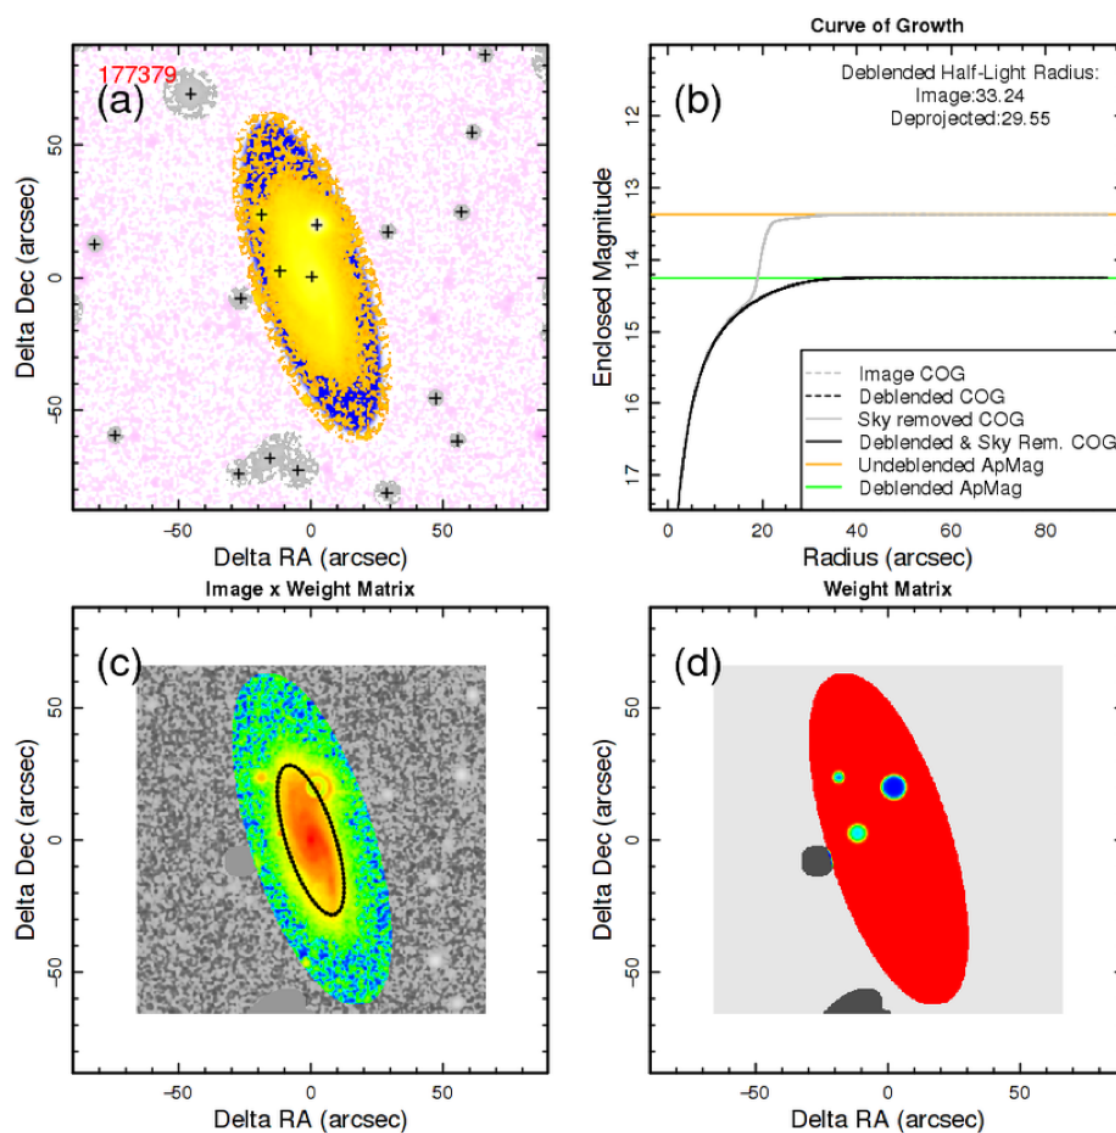 177379
(a)
50
0
−50
Delta Dec (arcsec)
−50
0
50
Delta RA (arcsec)
Curve of Growth
(b)
Deblended Half-Light Radius:
Image:33.24
Deprojected:29.55
12
13
14
15
16
17
Enclosed Magnitude
Image COG
Deblended COG
Sky removed COG
Deblended & Sky Rem. COG
Undeblended ApMag
Deblended ApMag
0
20
40
60
80
Radius (arcsec)
Image x Weight Matrix
(c)
50
0
−50
Delta Dec (arcsec)
−50
0
50
Delta RA (arcsec)
Weight Matrix
(d)
50
0
−50
Delta Dec (arcsec)
−50
0
50
Delta RA (arcsec)